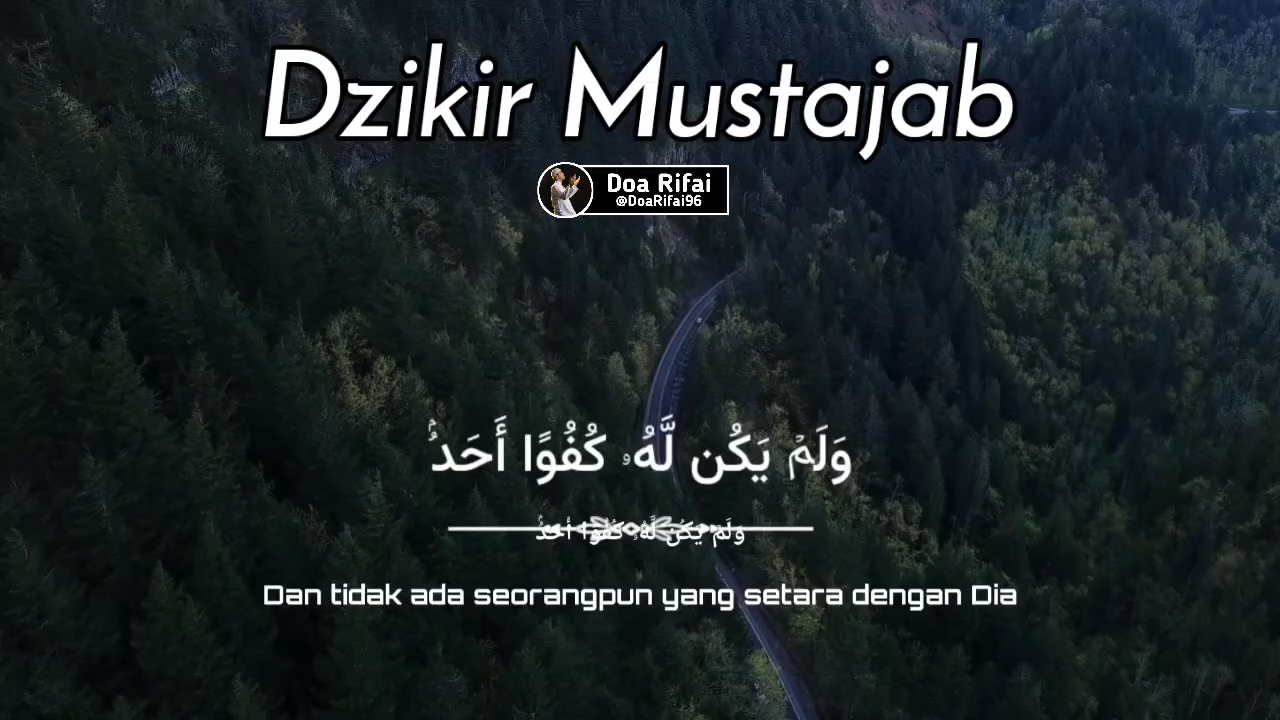 Dzikir Mustajab
Doa Rifai
@DoaRifai96
وَلَمْ يَكُن لَّهُۥ كُفُوًا أَحَدٌۢ
وَلَمْ يَكُن لَّهُۥ كُفُوًا أَحَدٌۢ
Dan tidak ada seorangpun yang setara dengan Dia